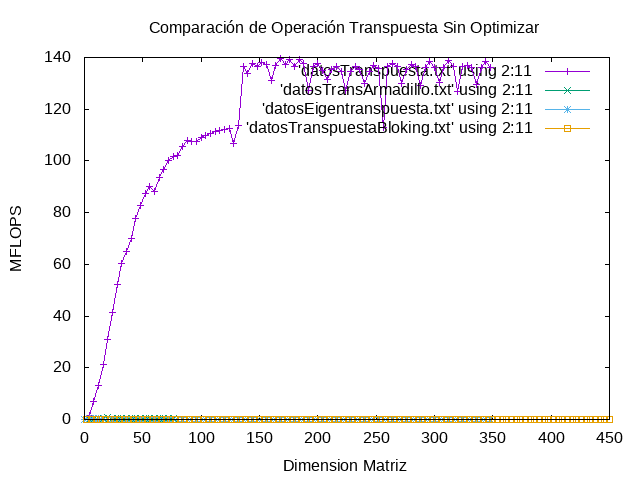 Comparación de Operación Transpuesta Sin Optimizar
140
120
100
80
60
40
20
0
MFLOPS
'datosTranspuesta.txt' using 2:11
'datosTransArmadillo.txt' using 2:11
'datosEigentranspuesta.txt' using 2:11
'datosTranspuestaBloking.txt' using 2:11
0 50 100 150 200 250 300 350 400 450
Dimension Matriz